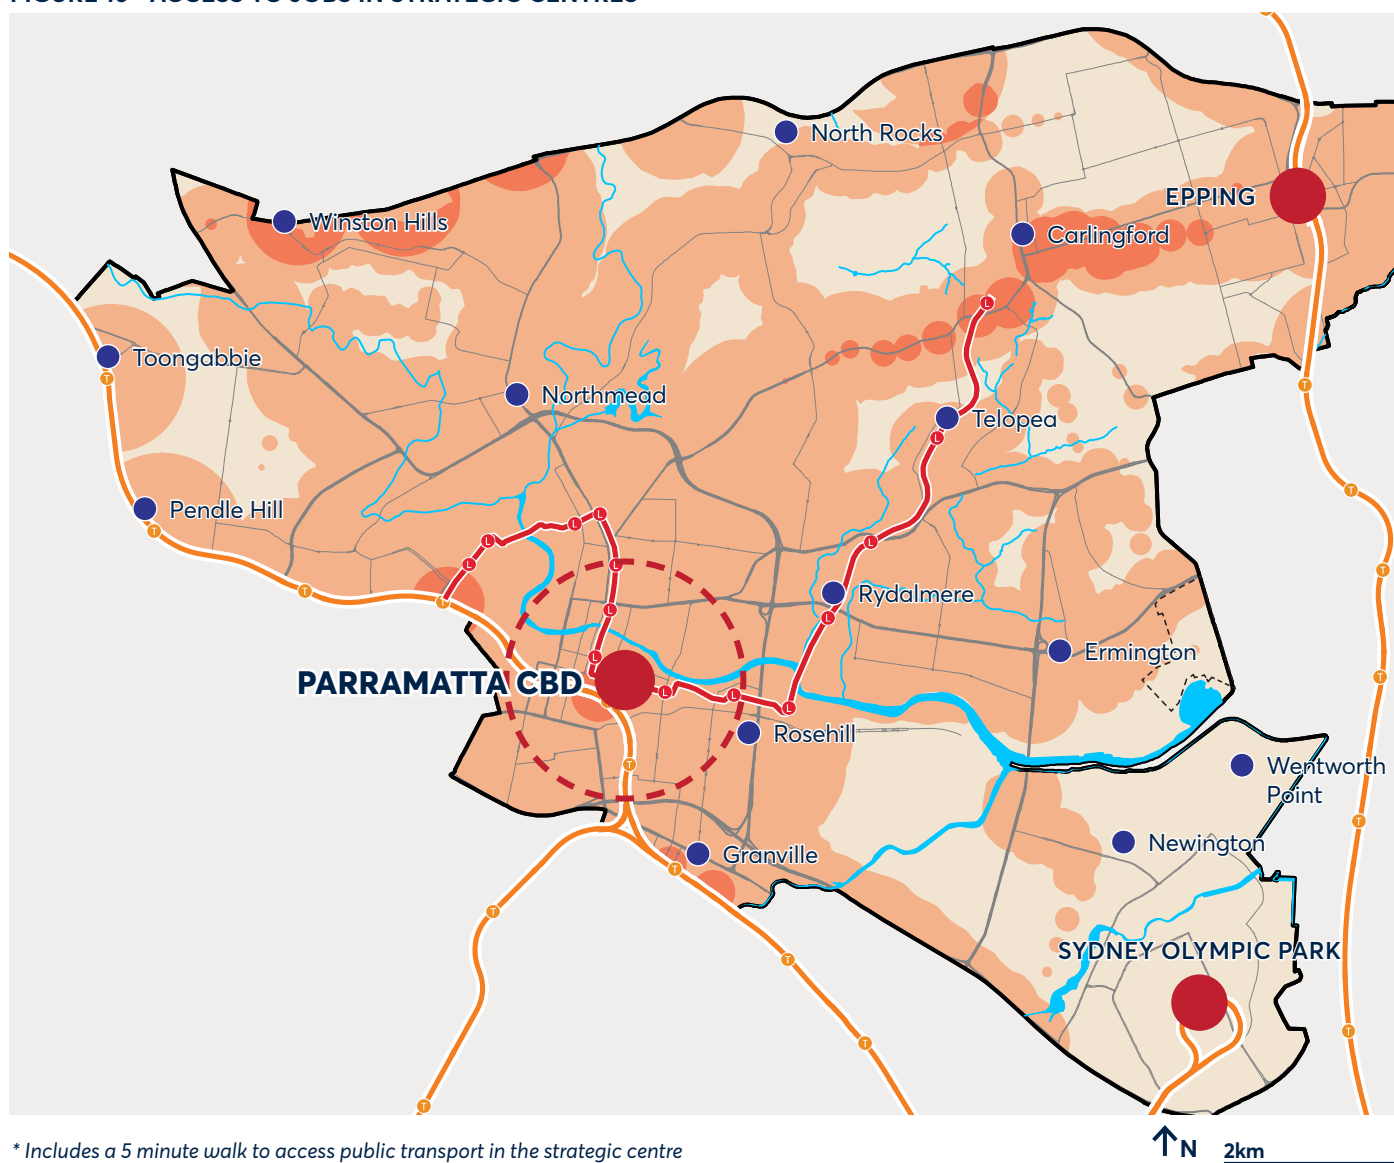 North Rocks
EPPING
Winston Hills
Carlingford
Toongabbie
Northmead
Telopea
Pendle Hill
Rydalmere
Ermington
PARRAMATTA CBD
Rosehill
Wentworth
Point
Newington
Granville
SYDNEY OLYMPIC PARK
* Includes a 5 minute walk to access public transport in the strategic centre
N
2km